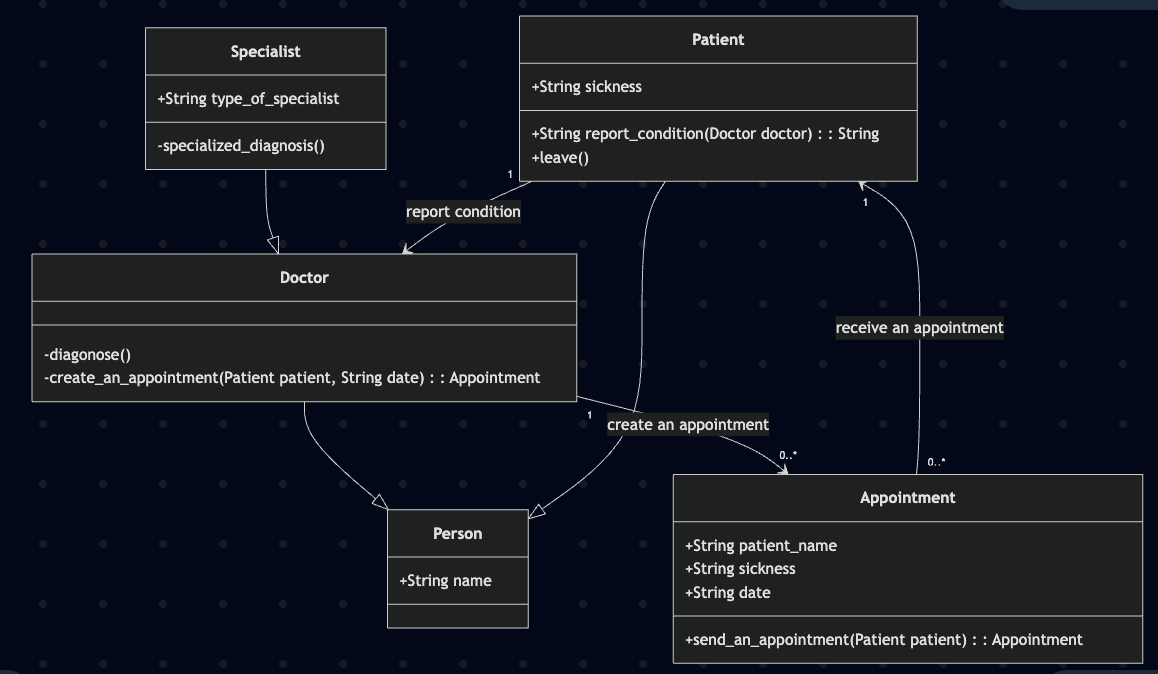 Specialist
+String type_of_specialist
-specialized_diagnosis()
Patient
+String sickness
+String report_condition(Doctor doctor) : : String
+leave()
1
report condition
1
receive an appointment
Doctor
-diagonose()
-create_an_appointment(Patient patient, String date) : : Appointment
1
create an appointment
0..*
0..*
Person
+String name
Appointment
+String patient_name
+String sickness
+String date
+send_an_appointment(Patient patient) : : Appointment